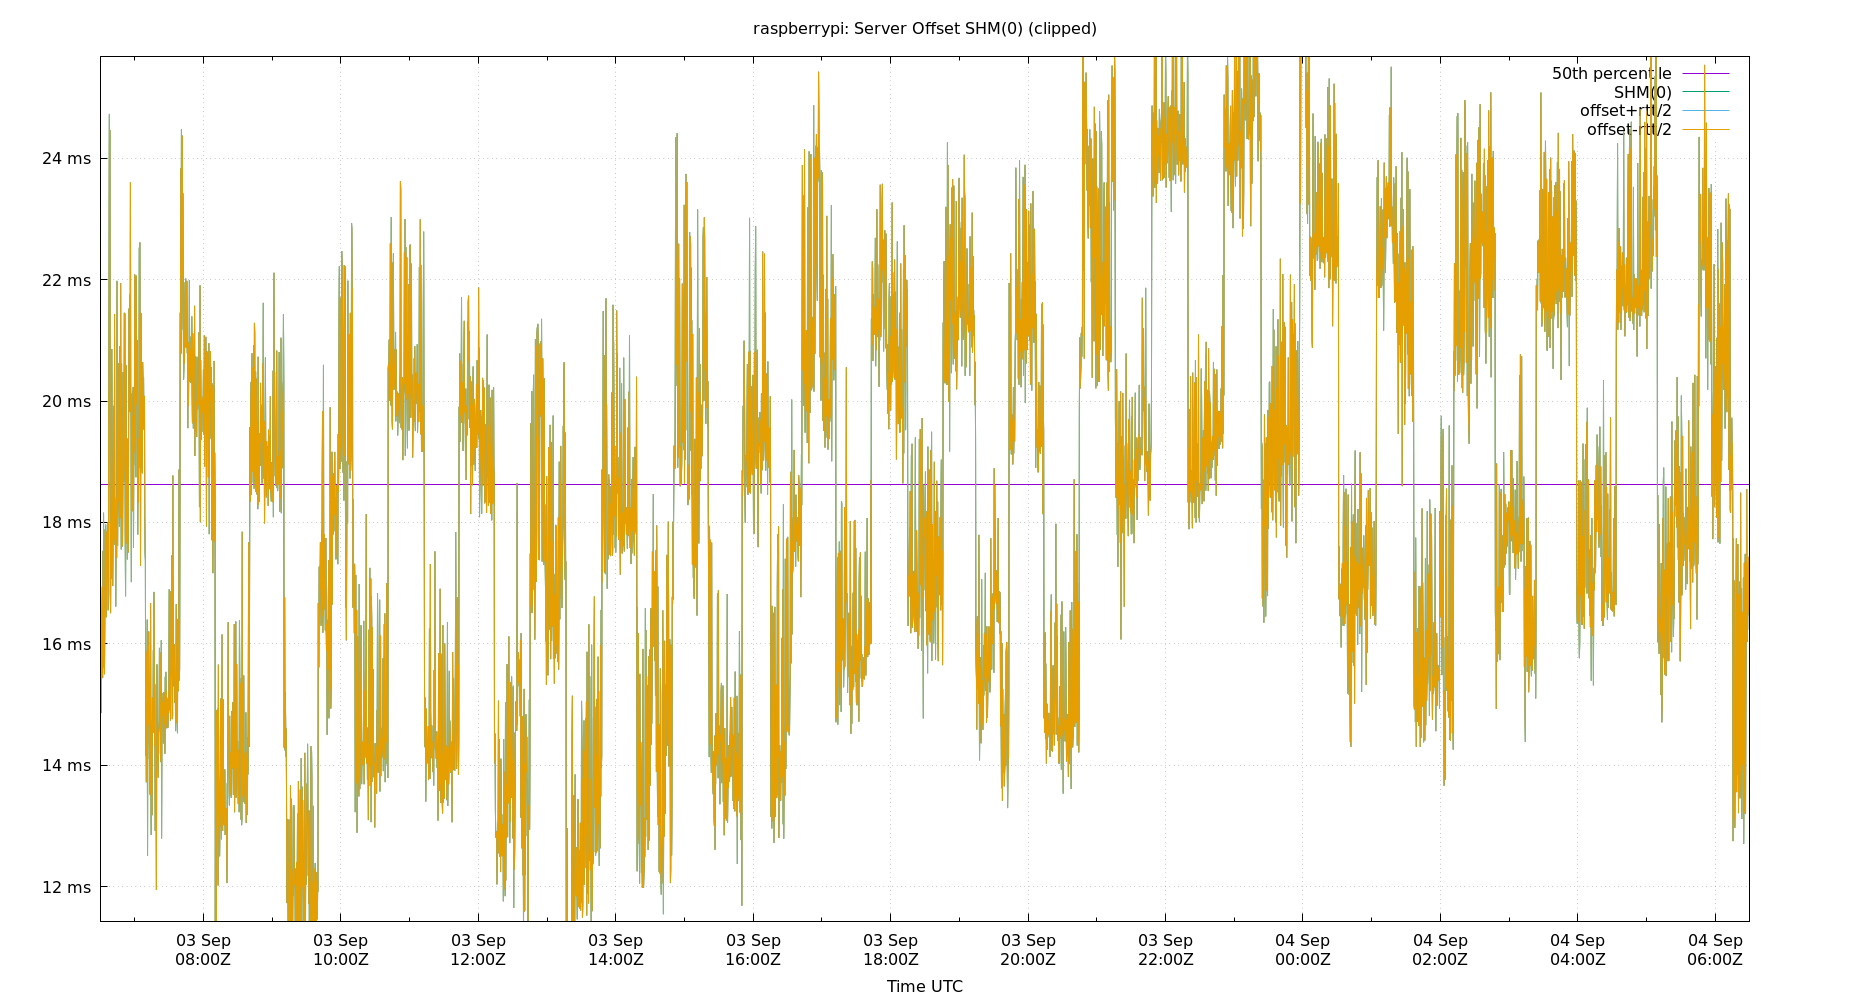 raspberrypi: Server Offset SHM(0) (clipped)
50th percentile
SHM(0)
offset+rtt/2
offset-rtt/2
24 ms
22 ms
20 ms
18 ms
16 ms
14 ms
12 ms
03 Sep 03 Sep 03 Sep 03 Sep 03 Sep 03 Sep 03 Sep 03 Sep 04 Sep 04 Sep 04 Sep 04 Sep
08:00Z 10:00Z 12:00Z 14:00Z 16:00Z 18:00Z 20:00Z 22:00Z 00:00Z 02:00Z 04:00Z 06:00Z
Time UTC